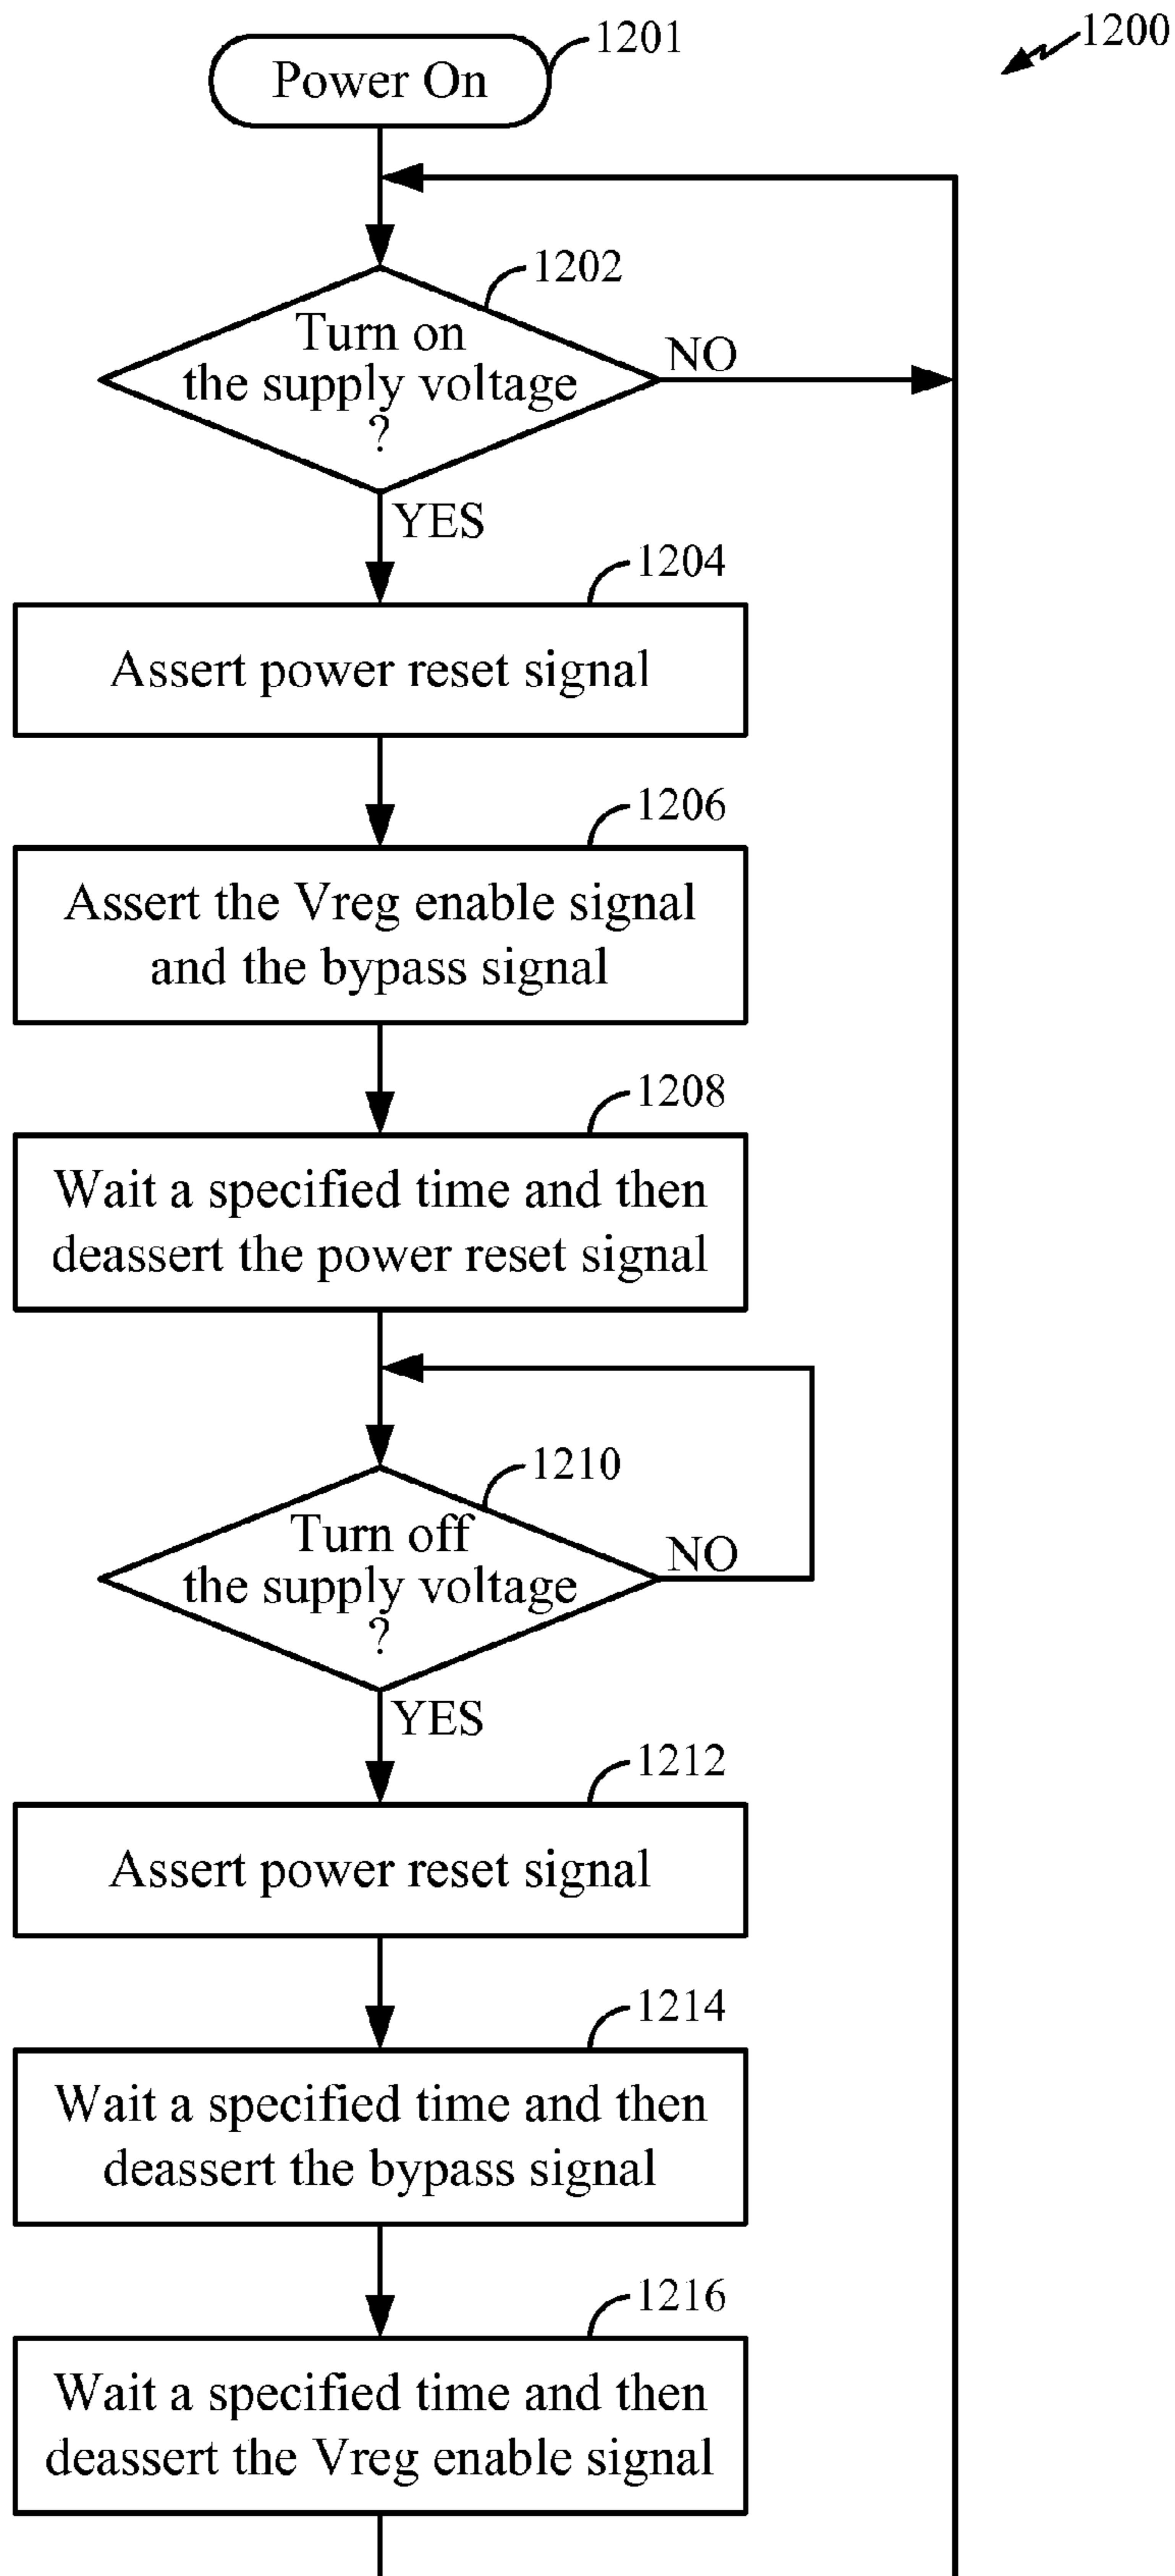 1200
1201
Power On
1202
Turn on
the supply voltage
?
NO
YES
1204
Assert power reset signal
1206
Assert the Vreg enable signal
and the bypass signal
1208
Wait a specified time and then
deassert the power reset signal
1210
Turn off
the supply voltage
?
NO
YES
1212
Assert power reset signal
1214
Wait a specified time and then
deassert the bypass signal
1216
Wait a specified time and then
deassert the Vreg enable signal